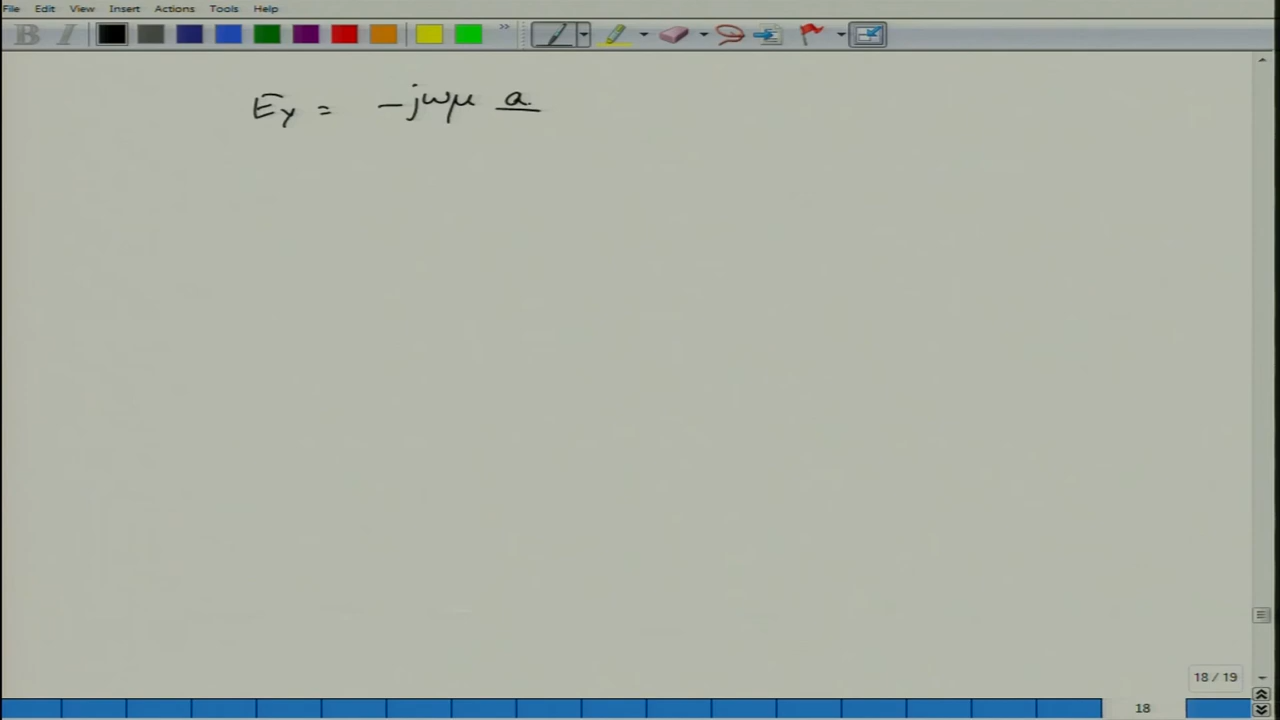 File Edit View Insert Actions Tools Help
B I
Ey = -jωμ a
18 / 19
18